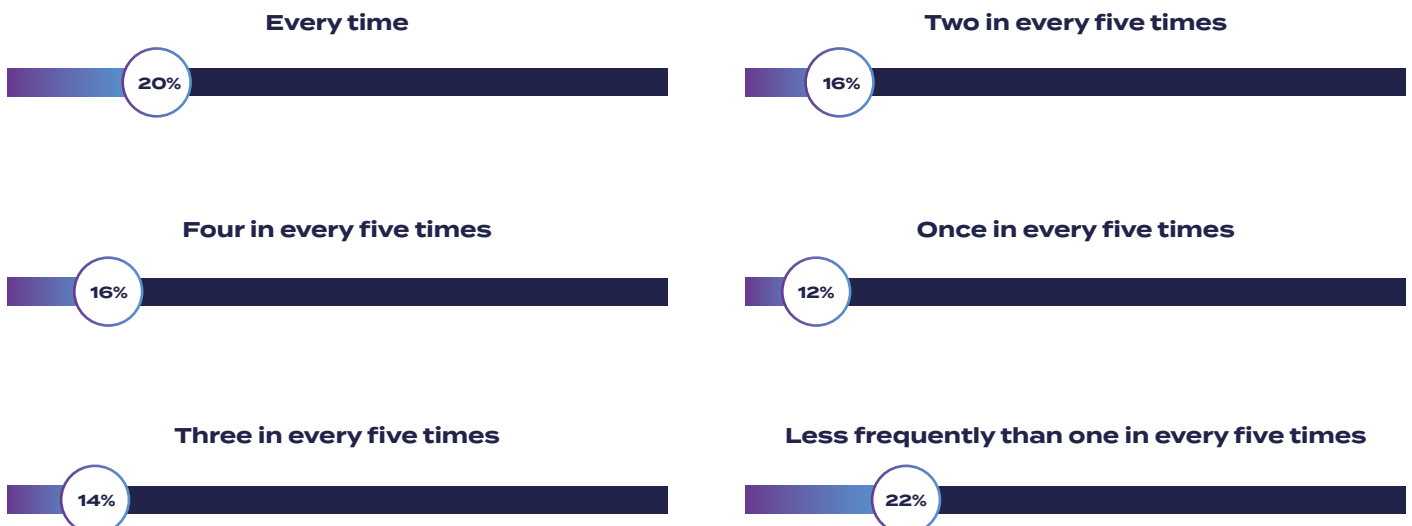 Every time
20%
Two in every five times
16%
Four in every five times
16%
Once in every five times
12%
Three in every five times
14%
Less frequently than one in every five times
22%